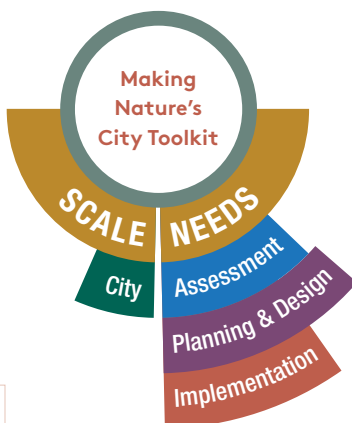 Making
Nature's
City Toolkit
SCALE
NEEDS
City
Assessment
Planning & Design
Implementation